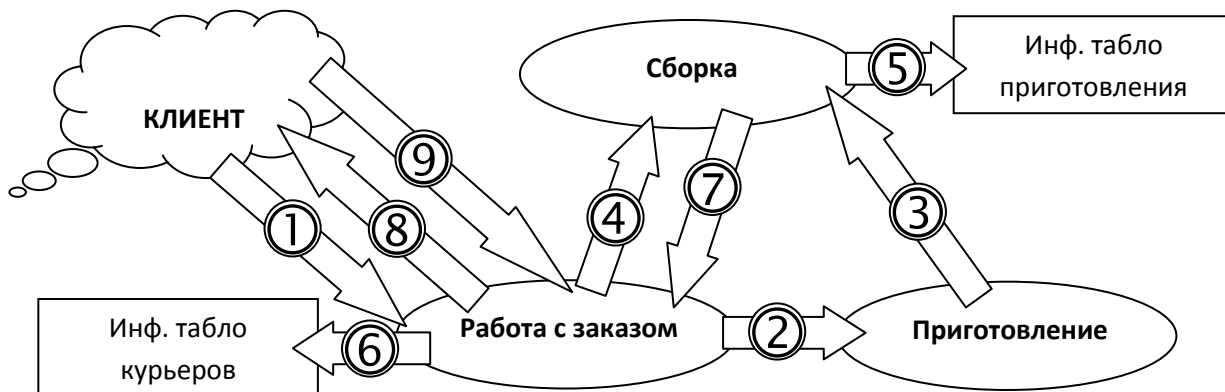 Инф. табло
приготовления
Сборка
5
КЛИЕНТ
9
1
8
4
7
3
Инф. табло
курьеров
6
Работа с заказом
2
Приготовление